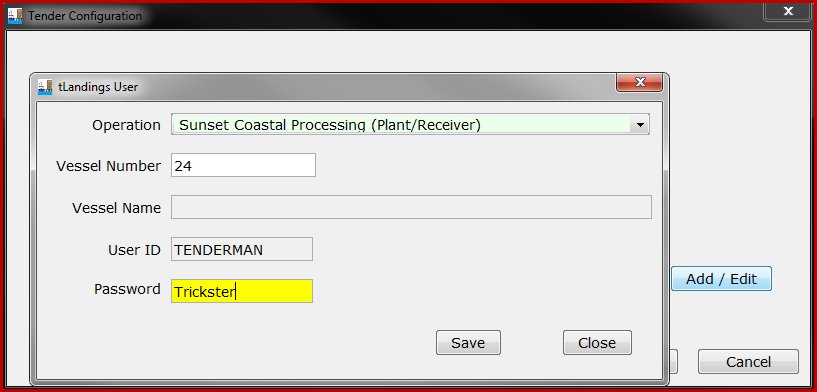 Tender Configuration
tLandings User
Operation Sunset Coastal Processing (Plant/Receiver)
Vessel Number 24
Vessel Name
User ID TENDERMAN
Password Trickster
Add / Edit
Save Close
Cancel